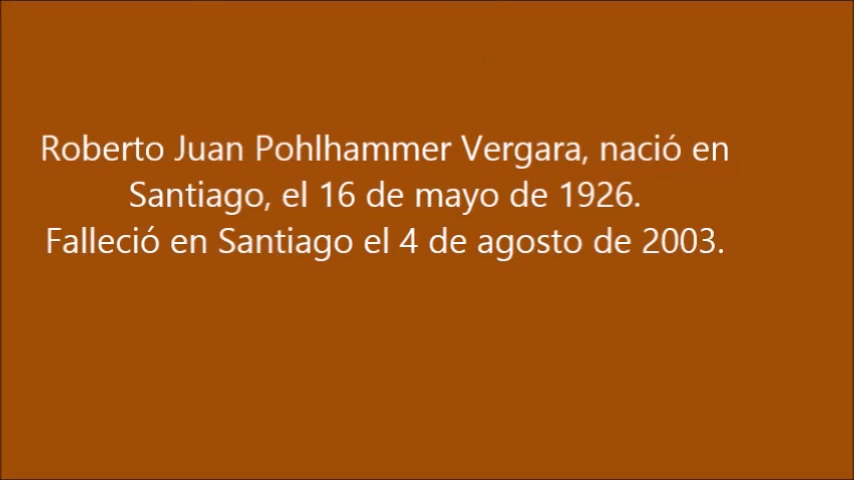 Roberto Juan Pohlhammer Vergara, nació en
Santiago, el 16 de mayo de 1926.
Falleció en Santiago el 4 de agosto de 2003.